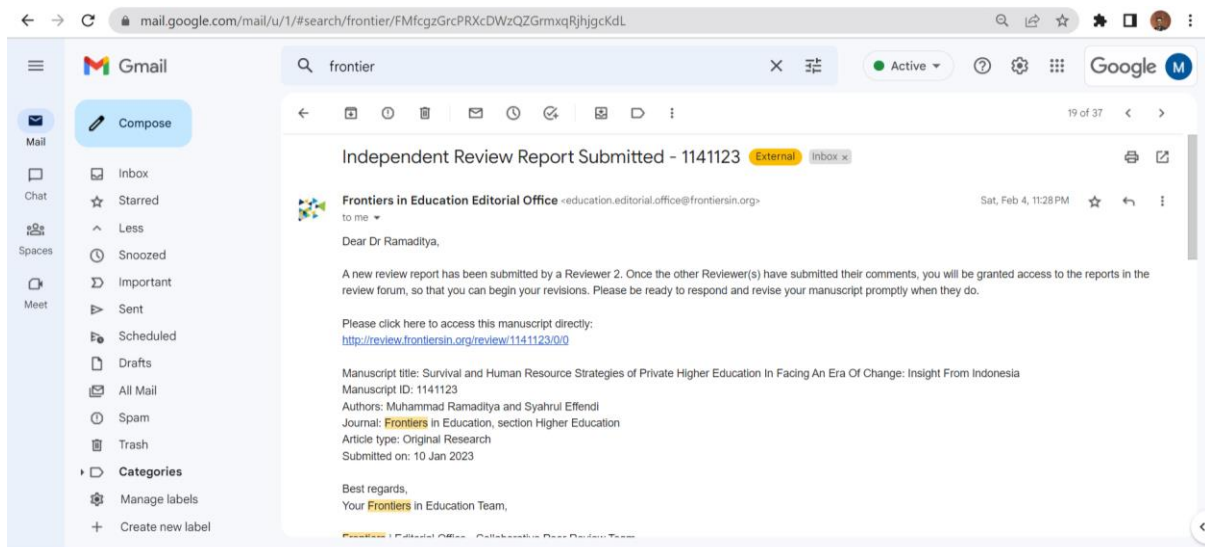 mail.google.com/mail/u/1/#search/frontier/FMfcgzGrcPRXcDWzQZGrmxqRjhjgcKdL
Gmail
frontier
Active
Google
M
Mail
Chat
Spaces
Meet
Compose
Inbox
Starred
Less
Snoozed
Important
Sent
Scheduled
Drafts
All Mail
Spam
Trash
Categories
Manage labels
Create new label
19 of 37
Independent Review Report Submitted - 1141123 External Inbox x
Frontiers in Education Editorial Office <education.editorial.office@frontiersin.org> Sat, Feb 4, 11:28 PM
to me
Dear Dr Ramaditya,
A new review report has been submitted by a Reviewer 2. Once the other Reviewer(s) have submitted their comments, you will be granted access to the reports in the
review forum, so that you can begin your revisions. Please be ready to respond and revise your manuscript promptly when they do.
Please click here to access this manuscript directly:
http://review.frontiersin.org/review/1141123/0/0
Manuscript title: Survival and Human Resource Strategies of Private Higher Education In Facing An Era Of Change: Insight From Indonesia
Manuscript ID: 1141123
Authors: Muhammad Ramaditya and Syahrul Effendi
Journal: Frontiers in Education, section Higher Education
Article type: Original Research
Submitted on: 10 Jan 2023
Best regards,
Your Frontiers in Education Team,
Frontiers | Editorial Office - Collaborative Peer Review Team